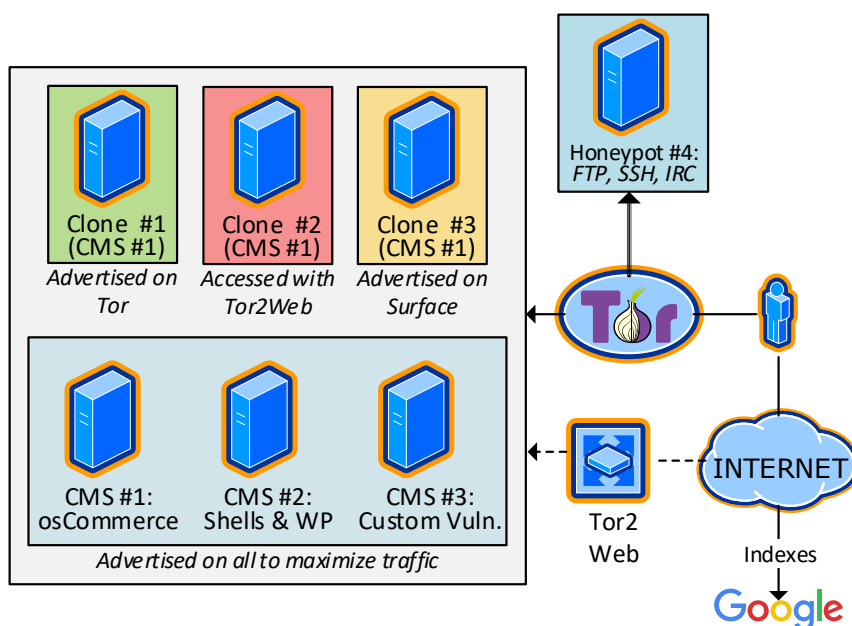 Honeypot #4:
FTP, SSH, IRC
Clone #1
(CMS #1)
Clone #2
(CMS #1)
Clone #3
(CMS #1)
Advertised on
Tor
Accessed with
Tor2Web
Advertised on
Surface
Tor
CMS #1:
osCommerce
CMS #2:
Shells & WP
CMS #3:
Custom Vuln.
Advertised on all to maximize traffic
Tor2
Web
INTERNET
Indexes
Google